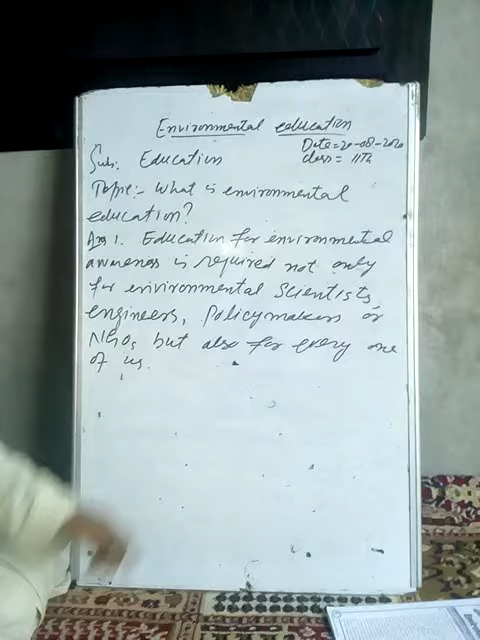 Environmental education
Date=20-08-2020
Sub: Education
class = 11Th
Topic:- What is environmental
education?
Ans 1. Education for environmental
awareness is required not only
for environmental Scientists,
engineers, Policymakers or
NGOs but also for every one
of us.